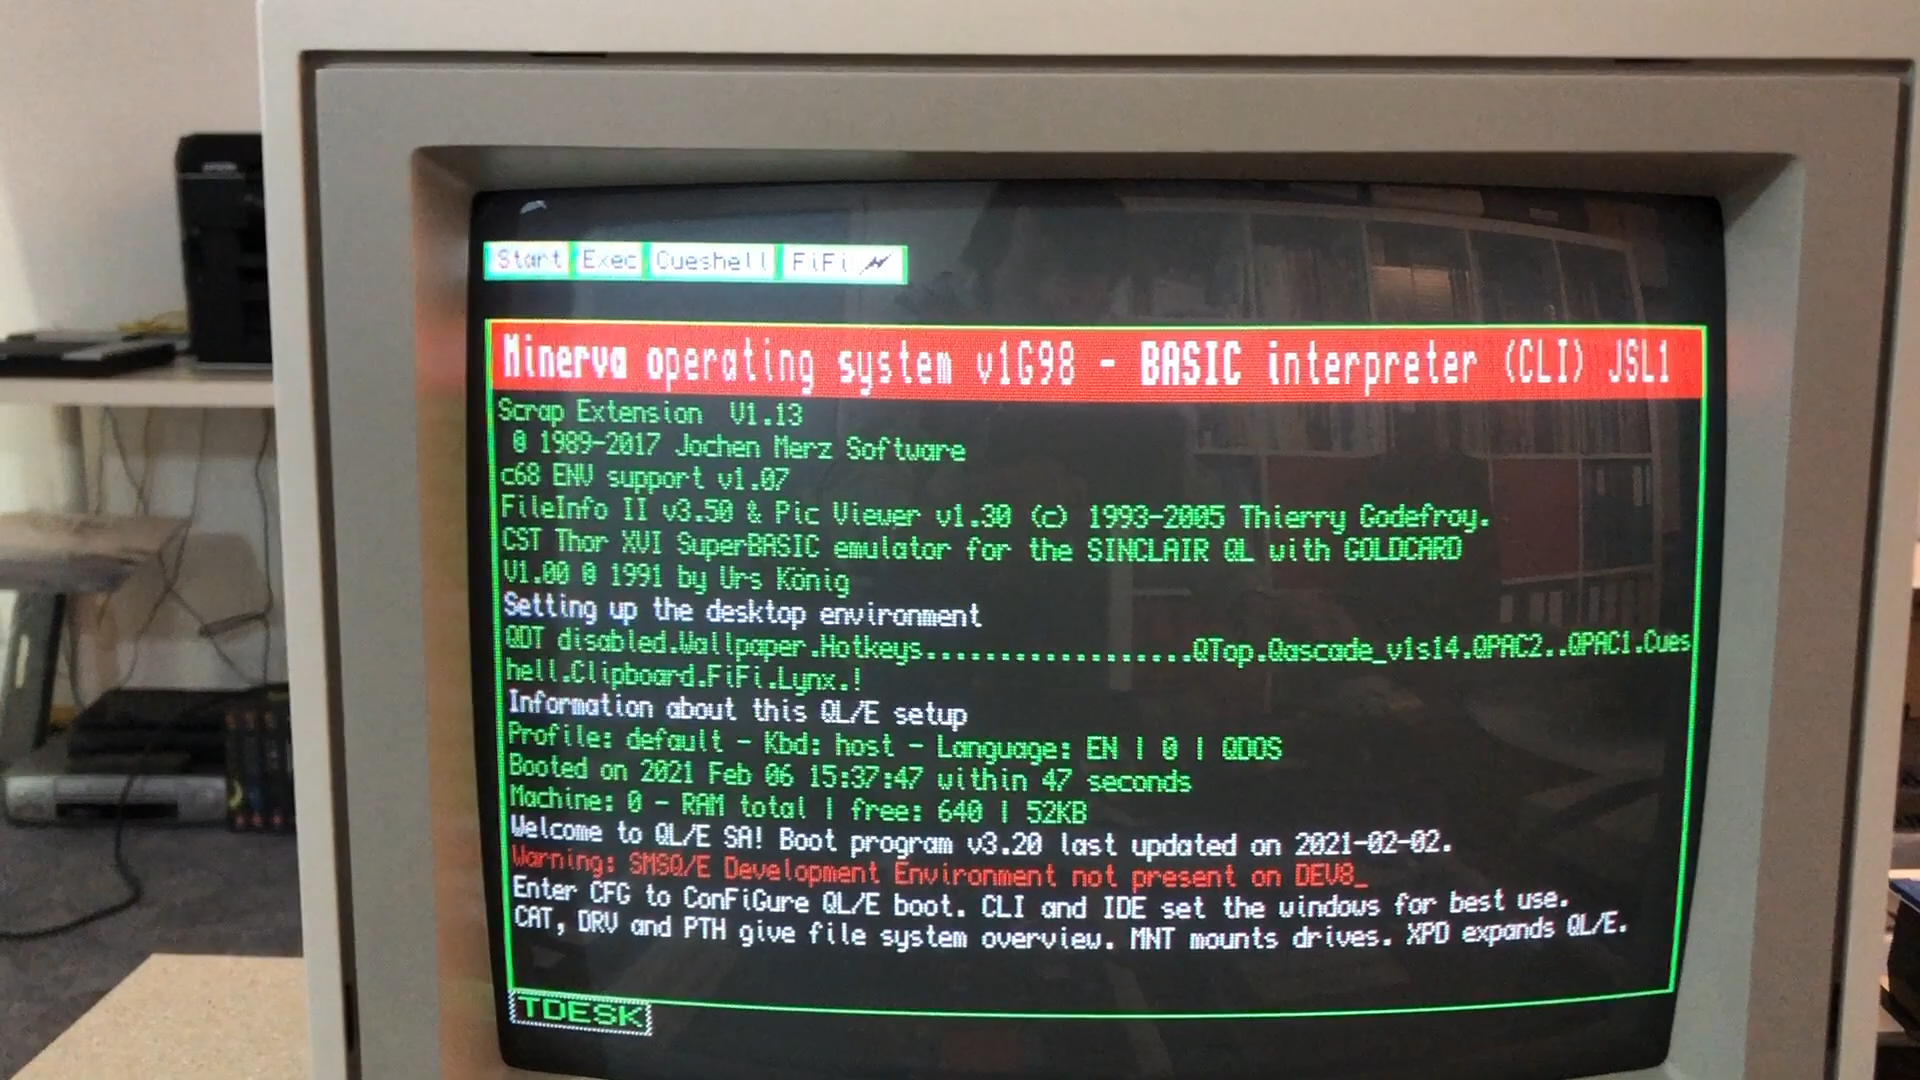 Start Exec Cueshell FiFi
Minerva operating system v1G98 - BASIC interpreter (CLI) JSL1
Scrap Extension V1.13
© 1989-2017 Jochen Merz Software
c68 ENV support v1.07
FileInfo II v3.50 & Pic Viewer v1.30 (c) 1993-2005 Thierry Godefroy.
CST Thor XVI SuperBASIC emulator for the SINCLAIR QL with GOLDCARD
V1.00 © 1991 by Urs König
Setting up the desktop environment
QDT disabled.Wallpaper.Hotkeys..................QTop.Qascade_v1s14.QPAC2..QPAC1.Cues
hell.Clipboard.FiFi.Lynx.!
Information about this QL/E setup
Profile: default - Kbd: host - Language: EN | 0 | QDOS
Booted on 2021 Feb 06 15:37:47 within 47 seconds
Machine: 0 - RAM total | free: 640 | 52KB
Welcome to QL/E SA! Boot program v3.20 last updated on 2021-02-02.
Warning: SMSQ/E Development Environment not present on DEV8_
Enter CFG to ConFiGure QL/E boot. CLI and IDE set the windows for best use.
CAT, DRV and PTH give file system overview. MNT mounts drives. XPD expands QL/E.
TDESK